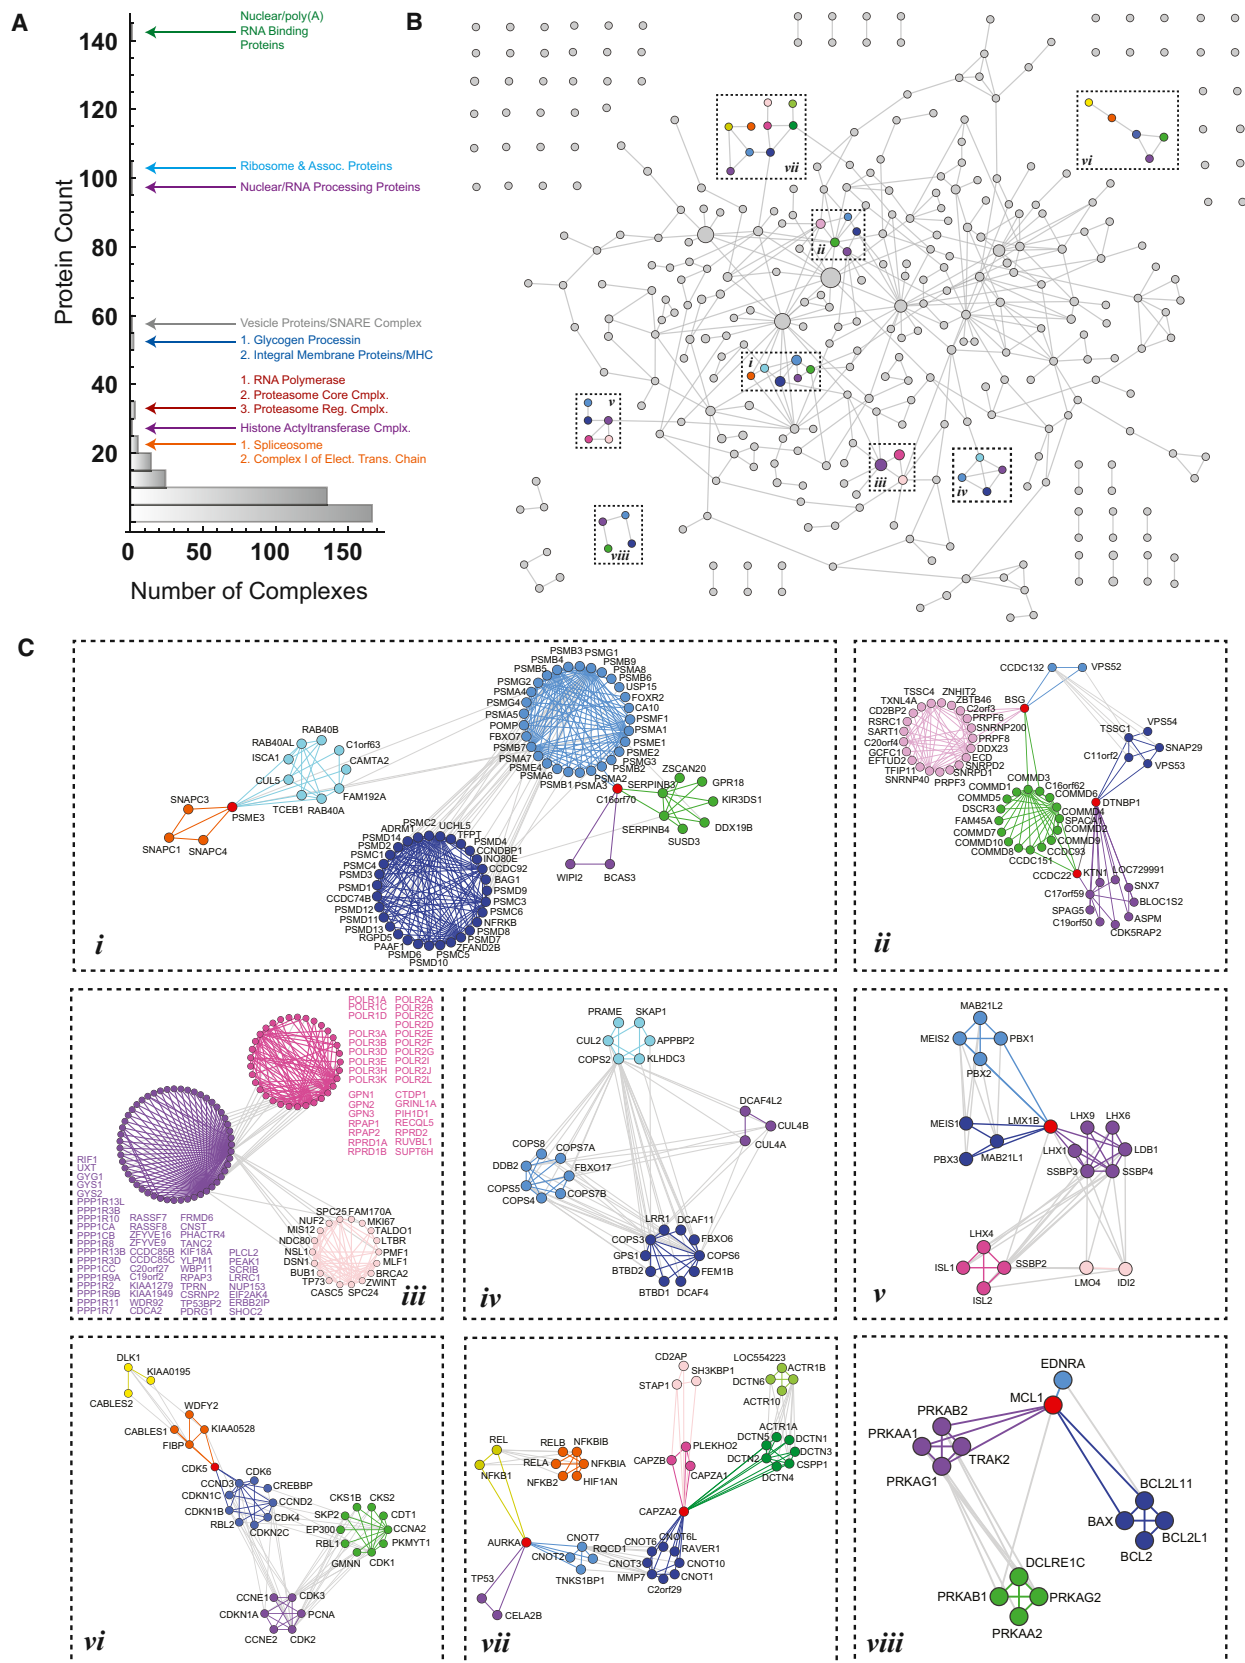 A
Nuclear/poly(A)
RNA Binding
Proteins
Ribosome & Assoc. Proteins
Nuclear/RNA Processing Proteins
Vesicle Proteins/SNARE Complex
1. Glycogen Processin
2. Integral Membrane Proteins/MHC
1. RNA Polymerase
2. Proteasome Core Cmplx.
3. Proteasome Reg. Cmplx.
Histone Actyltransferase Cmplx.
1. Spliceosome
2. Complex I of Elect. Trans. Chain
140
120
100
80
60
40
20
Protein Count
0 50 100 150
Number of Complexes
B
vii
vi
ii
i
v
iii
iv
viii
C
PSMB3
PSMG1
PSMB4
PSMB9
PSMB5
PSMA8
PSMG2
PSMB6
PSMA4
USP15
PSMG4
FOXR2
PSMA5
CA10
POMP
PSMF1
FBXO7
PSMA1
PSMB7
PSME1
PSMA7
PSME2
PSME4
PSMG3
PSMA6
PSMB2
PSMB1
PSMA3
PSMA2
RAB40B
RAB40AL
C1orf63
ISCA1
CAMTA2
CUL5
FAM192A
TCEB1
RAB40A
SNAPC3
PSME3
SNAPC1
SNAPC4
SERPINB3
C16orf70
ZSCAN20
GPR18
KIR3DS1
DDX19B
SUSD3
SERPINB4
WIPI2
BCAS3
PSMC2
UCHL5
ADRM1
TFPT
PSMD14
PSMD4
PSMD2
CCNDBP1
PSMC1
INO80E
PSMC4
CCDC92
PSMD3
BAG1
PSMD1
PSMD9
CCDC74B
PSMC3
PSMD12
PSMC6
PSMD11
NFRKB
PSMD13
PSMD8
RGPD5
PSMD7
PAAF1
ZFAND2B
PSMD6
PSMC5
PSMD10
i
CCDC132
VPS52
BSG
TSSC4
ZNHIT2
TXNL4A
ZBTB46
CD2BP2
C2orf3
RSRC1
PRPF6
SART1
SNRNP200
C20orf4
PRPF8
GCFC1
DDX23
EFTUD2
ECD
TFIP11
SNRPD2
SNRNP40
SNRPD1
PRPF3
TSSC1
VPS54
C11orf2
SNAP29
VPS53
COMMD3
COMMD1
C16orf62
COMMD5
COMMD6
DSCR3
COMMD4
FAM45A
SPACA1
COMMD7
COMMD2
COMMD10
COMMD9
COMMD8
CCDC93
CCDC151
DTNBP1
CCDC22
KTN1
LOC729991
C17orf59
SNX7
BLOC1S2
SPAG5
ASPM
C19orf50
CDK5RAP2
ii
POLR1A POLR2A
POLR1C POLR2B
POLR1D POLR2C
POLR2D
POLR3A POLR2E
POLR3B POLR2F
POLR3D POLR2G
POLR3E POLR2I
POLR3H POLR2J
POLR3K POLR2L
GPN1 CTDP1
GPN2 GRINL1A
GPN3 PIH1D1
RPAP1 RECQL5
RPAP2 RPRD2
RPRD1A RUVBL1
RPRD1B SUPT6H
RIF1
UXT
GYG1
GYS1
GYS2
PPP1R13L
PPP1R3B
PPP1R10 RASSF7 FRMD6
PPP1CA RASSF8 CNST
PPP1CB ZFYVE16 PHACTR4
PPP1R8 ZFYVE9 TANC2
PPP1R13B CCDC85B KIF18A PLCL2
PPP1R3D CCDC85C YLPM1 PEAK1
PPP1CC C20orf27 WBP11 SCRIB
PPP1R9A C19orf2 RPAP3 LRRC1
PPP1R2 KIAA1279 TPRN NUP153
PPP1R9B KIAA1949 CSRNP2 EIF2AK4
PPP1R11 WDR92 TP53BP2 ERBB2IP
PPP1R7 CDCA2 PDRG1 SHOC2
SPC25
FAM170A
NUF2
MKI67
MIS12
TALDO1
NDC80
LTBR
NSL1
PMF1
DSN1
MLF1
BUB1
BRCA2
TP73
ZWINT
CASC5
SPC24
iii
PRAME
SKAP1
CUL2
APPBP2
COPS2
KLHDC3
DCAF4L2
CUL4B
CUL4A
COPS8
COPS7A
DDB2
FBXO17
COPS5
COPS7B
COPS4
LRR1
DCAF11
COPS3
FBXO6
GPS1
COPS6
BTBD2
FEM1B
BTBD1
DCAF4
iv
MAB21L2
MEIS2
PBX1
PBX2
MEIS1
LMX1B
PBX3
MAB21L1
LHX9
LHX6
LHX1
LDB1
SSBP3
SSBP4
LHX4
SSBP2
ISL1
ISL2
LMO4
IDI2
v
DLK1
KIAA0195
CABLES2
WDFY2
CABLES1
KIAA0528
FIBP
CDK5
CDK6
CCND3
CREBBP
CDKN1C
CCND2
CDKN1B
CDK4
RBL2
CDKN2C
CKS1B
CKS2
SKP2
CDT1
EP300
CCNA2
RBL1
PKMYT1
GMNN
CDK1
CCNE1
CDK3
CDKN1A
PCNA
CCNE2
CDK2
vi
CD2AP
SH3KBP1
STAP1
LOC554223
ACTR1B
DCTN6
ACTR10
REL
NFKB1
RELB
NFKBIB
RELA
NFKBIA
NFKB2
HIF1AN
PLEKHO2
CAPZB
CAPZA1
CAPZA2
ACTR1A
DCTN5
DCTN1
DCTN2
DCTN3
CSPP1
DCTN4
AURKA
CNOT7
RQCD1
CNOT2
TNKS1BP1
CNOT6L
CNOT6
RAVER1
CNOT3
CNOT10
MMP7
CNOT1
C2orf29
TP53
CELA2B
vii
EDNRA
MCL1
PRKAB2
PRKAA1
TRAK2
PRKAG1
BCL2L11
BAX
BCL2L1
BCL2
DCLRE1C
PRKAB1
PRKAG2
PRKAA2
viii